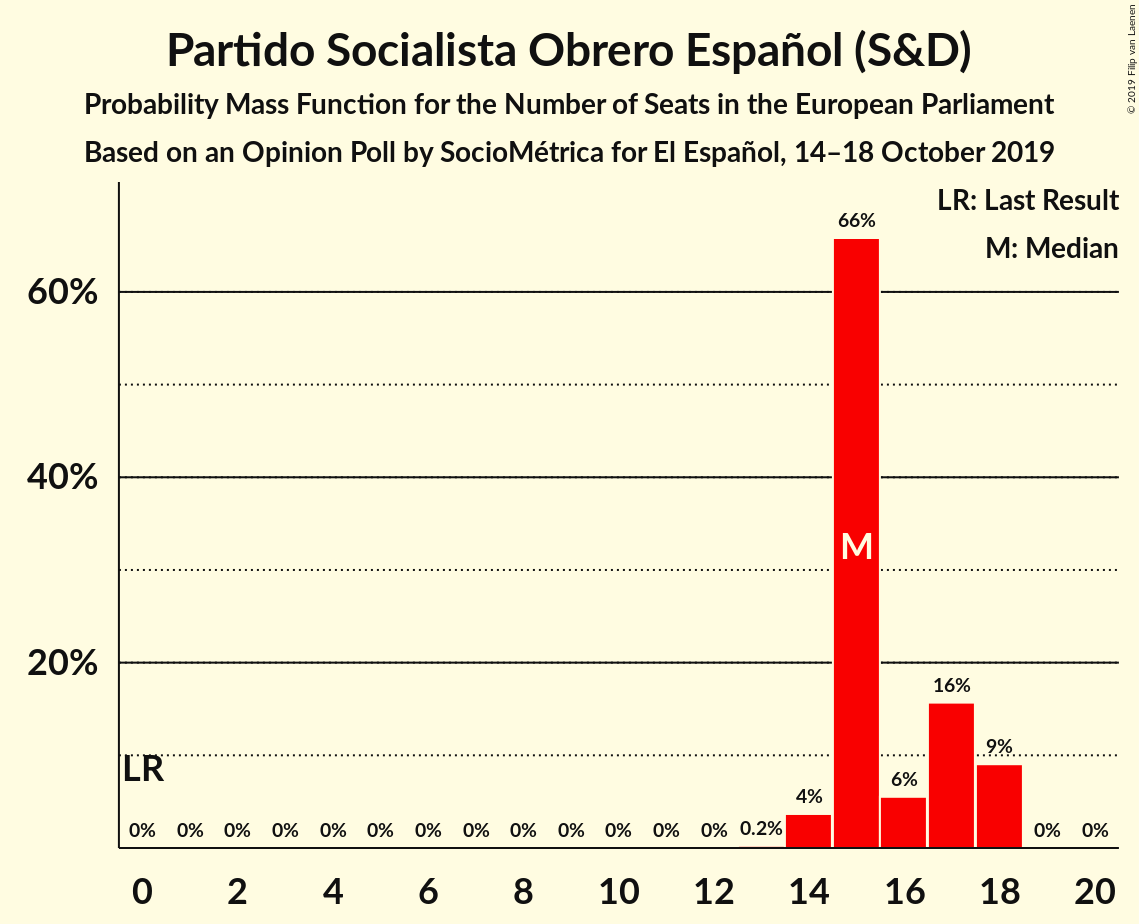 Partido Socialista Obrero Español (S&D)
Probability Mass Function for the Number of Seats in the European Parliament
Based on an Opinion Poll by SocioMétrica for El Español, 14–18 October 2019
© 2019 Filip van Laenen
LR: Last Result
M: Median
66%
60%
M
40%
20%
16%
9%
LR
6%
4%
0% 0% 0% 0% 0% 0% 0% 0% 0% 0% 0% 0% 0% 0.2% 0% 0%
0 2 4 6 8 10 12 14 16 18 20